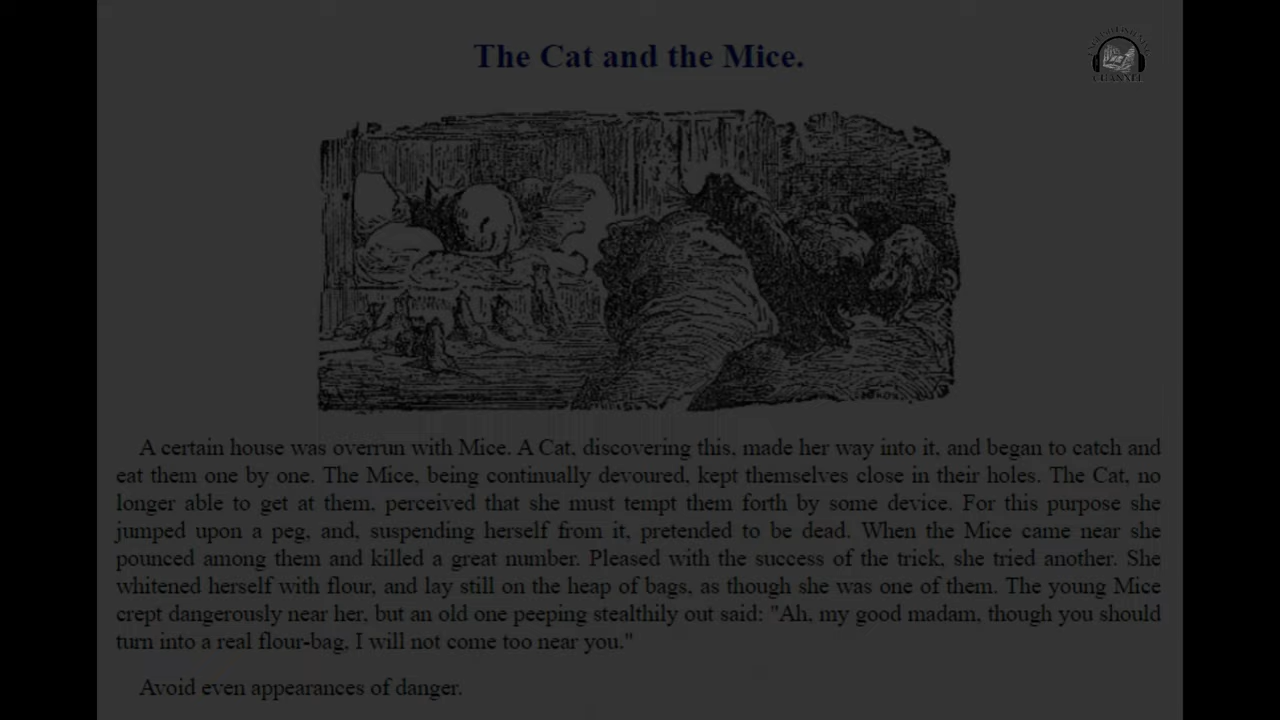 The Cat and the Mice.
CHANNEL
A certain house was overrun with Mice. A Cat, discovering this, made her way into it, and began to catch and
eat them one by one. The Mice, being continually devoured, kept themselves close in their holes. The Cat, no
longer able to get at them, perceived that she must tempt them forth by some device. For this purpose she
jumped upon a peg, and, suspending herself from it, pretended to be dead. When the Mice came near she
pounced among them and killed a great number. Pleased with the success of the trick, she tried another. She
whitened herself with flour, and lay still on the heap of bags, as though she was one of them. The young Mice
crept dangerously near her, but an old one peeping stealthily out said: "Ah, my good madam, though you should
turn into a real flour-bag, I will not come too near you."
Avoid even appearances of danger.